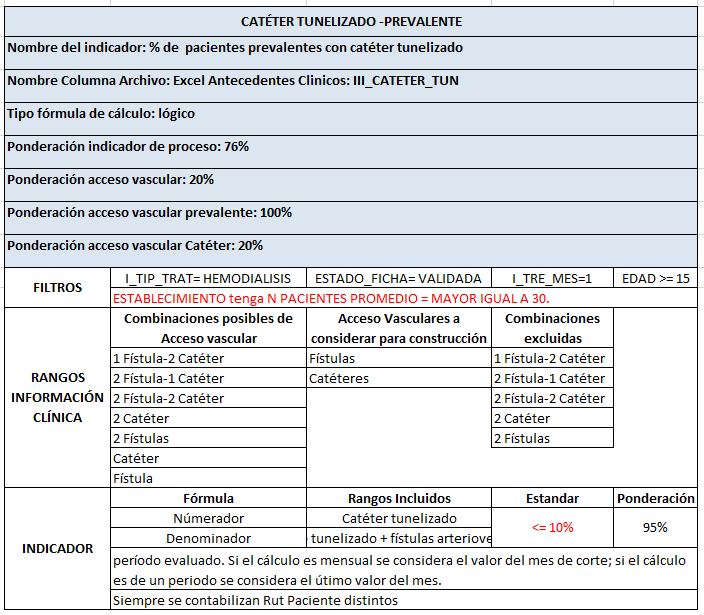 CATÉTER TUNELIZADO -PREVALENTE
Nombre del indicador: % de pacientes prevalentes con catéter tunelizado
Nombre Columna Archivo: Excel Antecedentes Clinicos: III_CATETER_TUN
Tipo fórmula de cálculo: lógico
Ponderación indicador de proceso: 76%
Ponderación acceso vascular: 20%
Ponderación acceso vascular prevalente: 100%
Ponderación acceso vascular Catéter: 20%
FILTROS
I_TIP_TRAT= HEMODIALISIS ESTADO_FICHA= VALIDADA I_TRE_MES=1 EDAD >= 15
ESTABLECIMIENTO tenga N PACIENTES PROMEDIO = MAYOR IGUAL A 30.
RANGOS
INFORMACIÓN
CLÍNICA
Combinaciones posibles de
Acceso vascular
Acceso Vasculares a
considerar para construcción
Combinaciones
excluidas
1 Fístula-2 Catéter Fístulas 1 Fístula-2 Catéter
2 Fístula-1 Catéter Catéteres 2 Fístula-1 Catéter
2 Fístula-2 Catéter 2 Fístula-2 Catéter
2 Catéter 2 Catéter
2 Fístulas 2 Fístulas
Catéter
Fístula
INDICADOR
Fórmula Rangos Incluidos Estandar Ponderación
Númerador Catéter tunelizado <= 10% 95%
Denominador tunelizado + fístulas arteriove
período evaluado. Si el cálculo es mensual se considera el valor del mes de corte; si el cálculo
es de un periodo se considera el útimo valor del mes.
Siempre se contabilizan Rut Paciente distintos